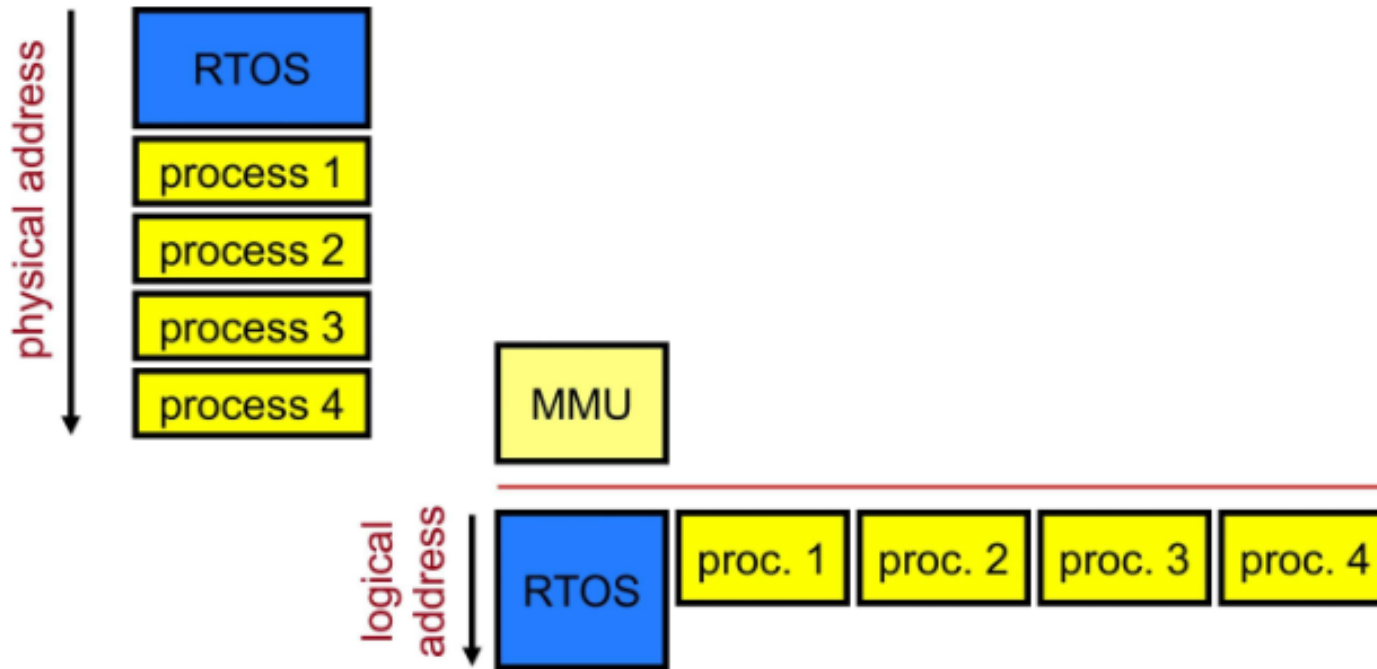 physical address
RTOS
process 1
process 2
process 3
process 4
MMU
logical
address
RTOS
proc. 1
proc. 2
proc. 3
proc. 4